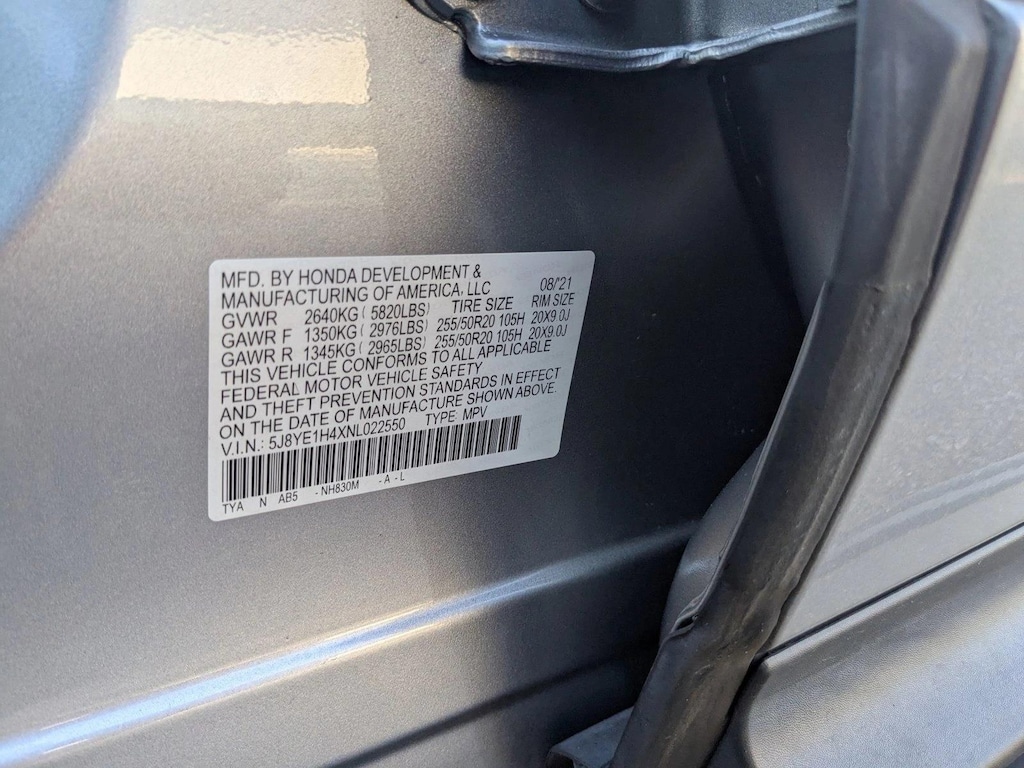 MFD. BY HONDA DEVELOPMENT &
MANUFACTURING OF AMERICA, LLC 08/'21
GVWR 2640KG ( 5820LBS) TIRE SIZE RIM SIZE
GAWR F 1350KG ( 2976LBS) 255/50R20 105H 20X9.0J
GAWR R 1345KG ( 2965LBS) 255/50R20 105H 20X9.0J
THIS VEHICLE CONFORMS TO ALL APPLICABLE
FEDERAL MOTOR VEHICLE SAFETY
AND THEFT PREVENTION STANDARDS IN EFFECT
ON THE DATE OF MANUFACTURE SHOWN ABOVE.
V.I.N.: 5J8YE1H4XNL022550 TYPE: MPV
TYA N AB5 - NH830M - A - L